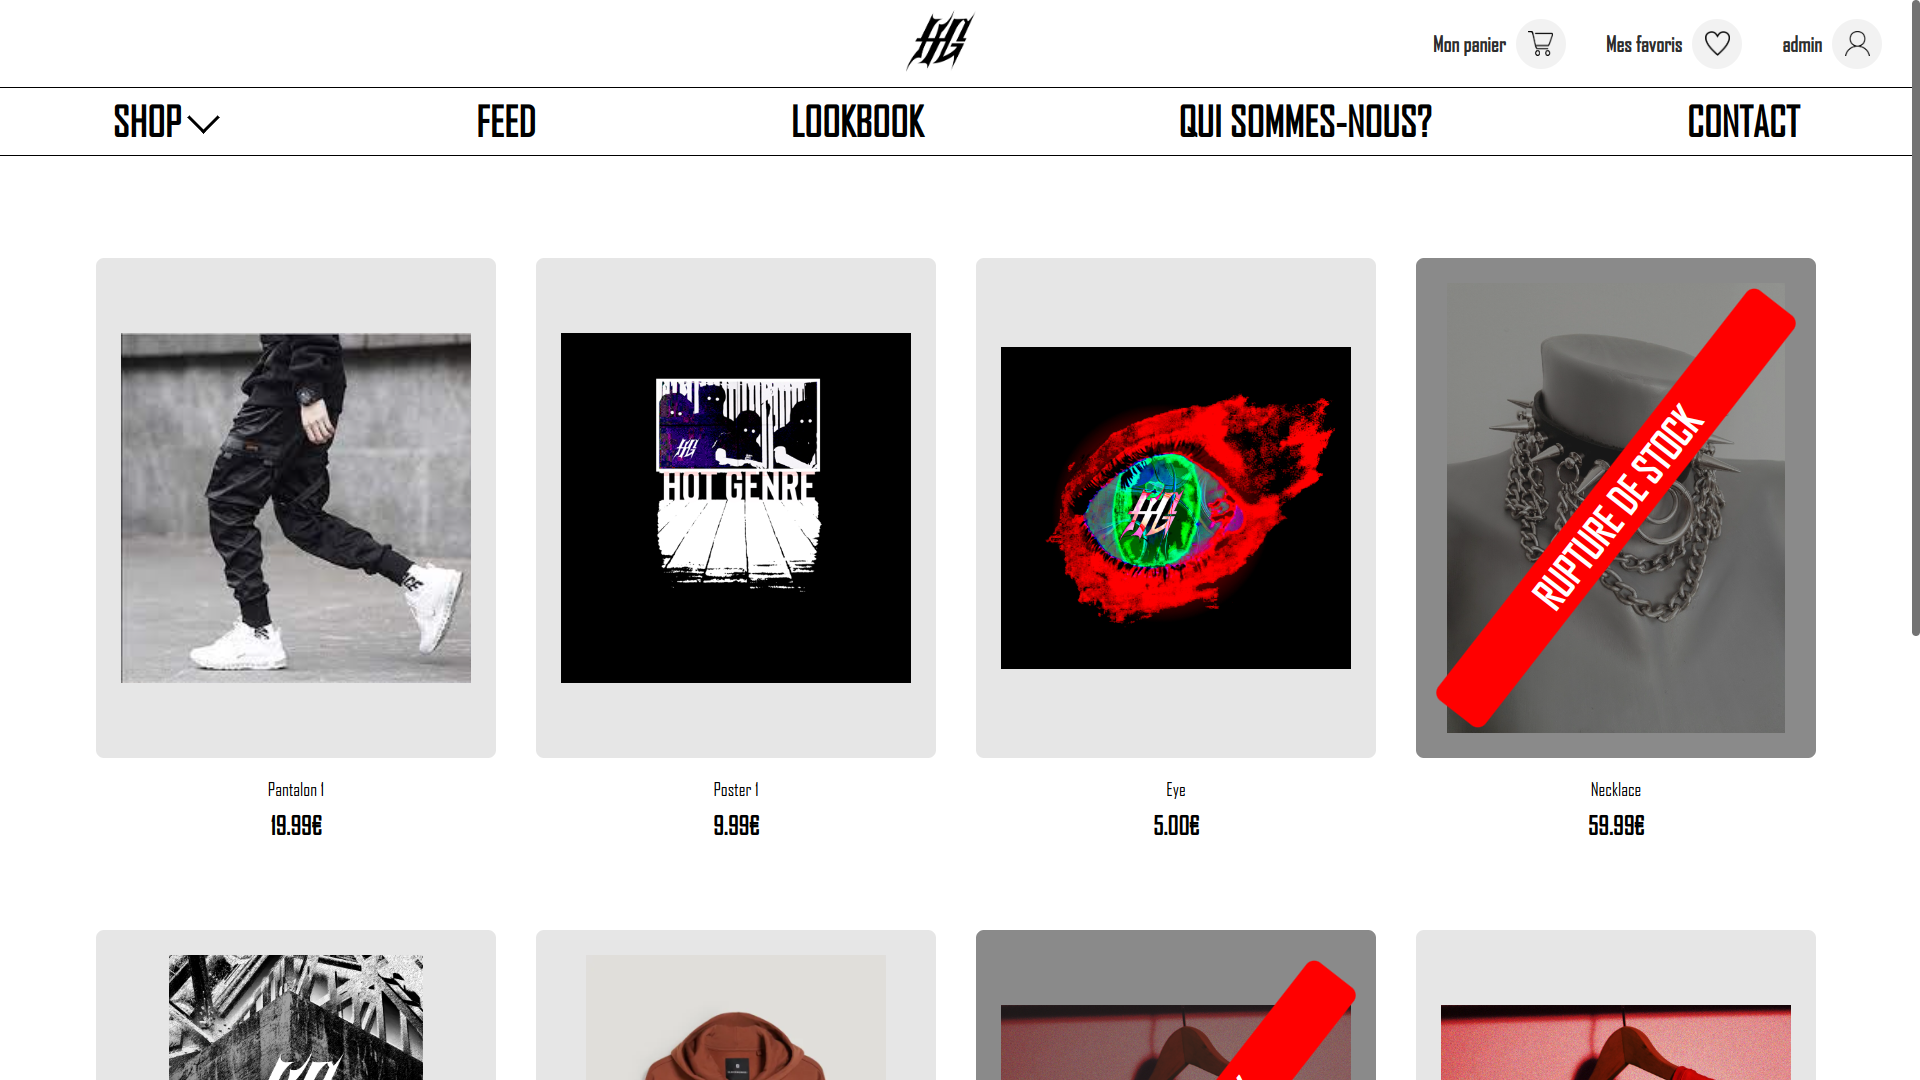 HG
Mon panier
Mes favoris
admin
SHOP
FEED
LOOKBOOK
QUI SOMMES-NOUS?
CONTACT
HG
HOT GENRE
HG
RUPTURE DE STOCK
Pantalon 1
19.99€
Poster 1
9.99€
Eye
5.00€
Necklace
59.99€
HG